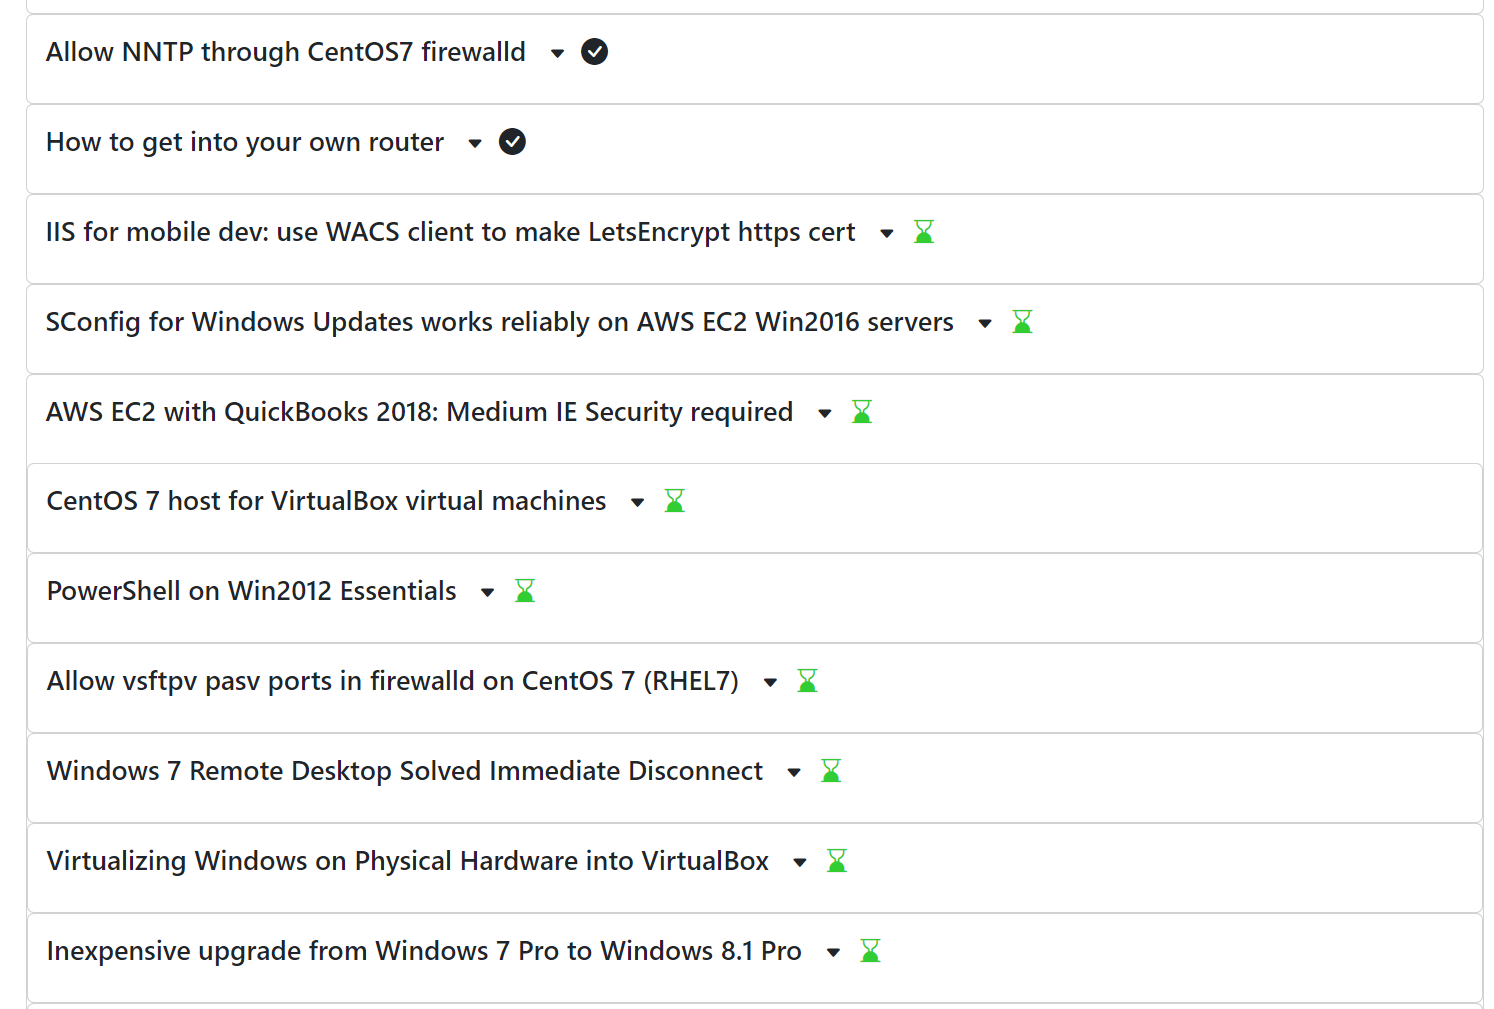 Allow NNTP through CentOS7 firewalld
How to get into your own router
IIS for mobile dev: use WACS client to make LetsEncrypt https cert
SConfig for Windows Updates works reliably on AWS EC2 Win2016 servers
AWS EC2 with QuickBooks 2018: Medium IE Security required
CentOS 7 host for VirtualBox virtual machines
PowerShell on Win2012 Essentials
Allow vsftpv pasv ports in firewalld on CentOS 7 (RHEL7)
Windows 7 Remote Desktop Solved Immediate Disconnect
Virtualizing Windows on Physical Hardware into VirtualBox
Inexpensive upgrade from Windows 7 Pro to Windows 8.1 Pro